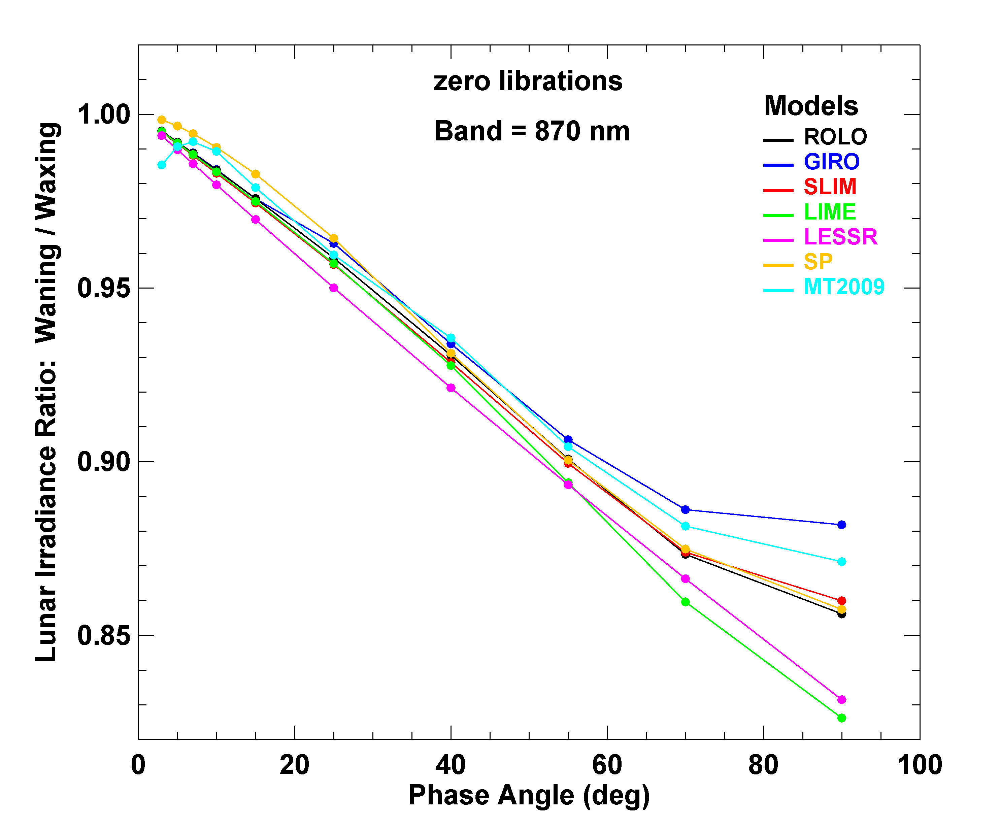 zero librations
Band = 870 nm
Models
ROLO
GIRO
SLIM
LIME
LESSR
SP
MT2009
Lunar Irradiance Ratio: Waning / Waxing
1.00
0.95
0.90
0.85
0 20 40 60 80 100
Phase Angle (deg)